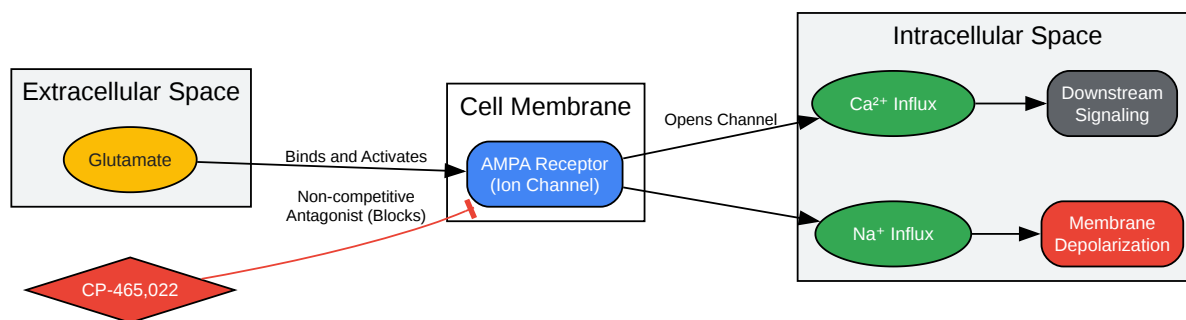 Extracellular Space
Glutamate
Binds and Activates
Non-competitive
Antagonist (Blocks)
CP-465,022
Cell Membrane
AMPA Receptor
(Ion Channel)
Opens Channel
Intracellular Space
Ca²⁺ Influx
Downstream
Signaling
Na⁺ Influx
Membrane
Depolarization